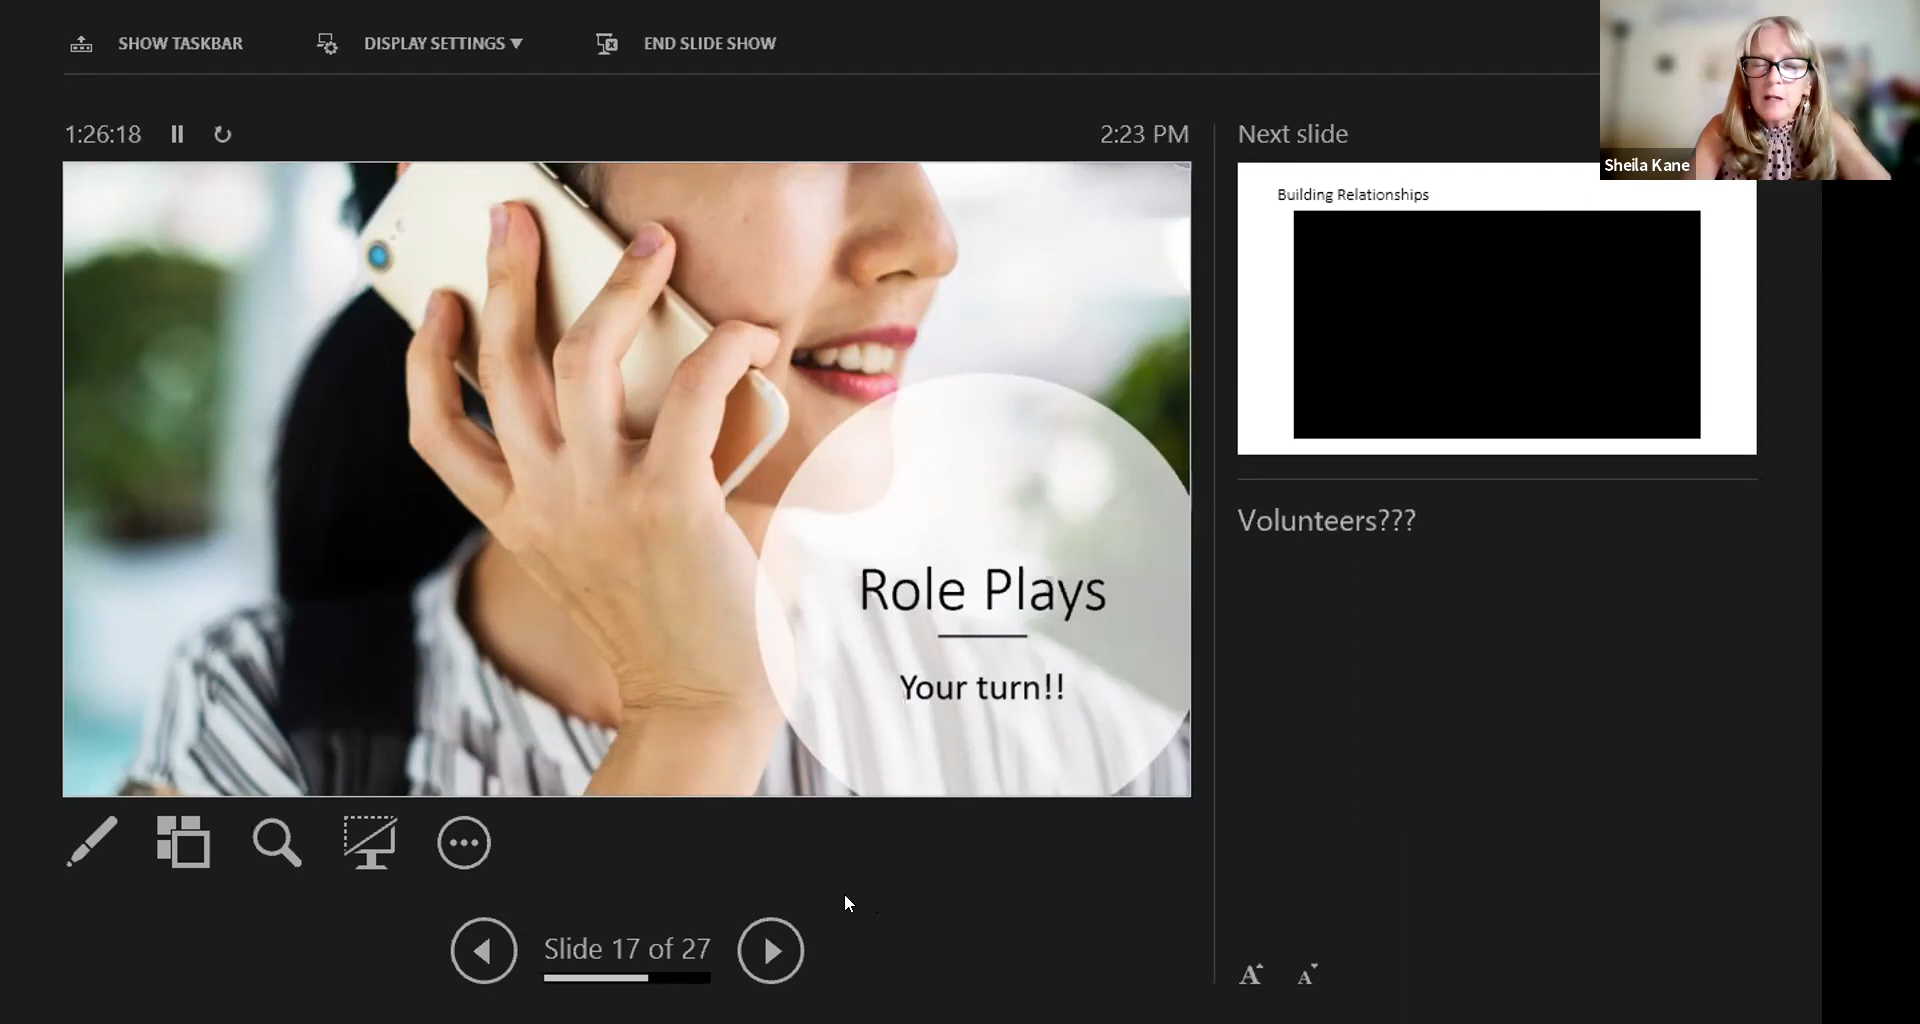 SHOW TASKBAR
DISPLAY SETTINGS ▼
END SLIDE SHOW
Sheila Kane
1:26:18
2:23 PM
Next slide
Building Relationships
Role Plays
Your turn!!
Volunteers???
Slide 17 of 27
A A